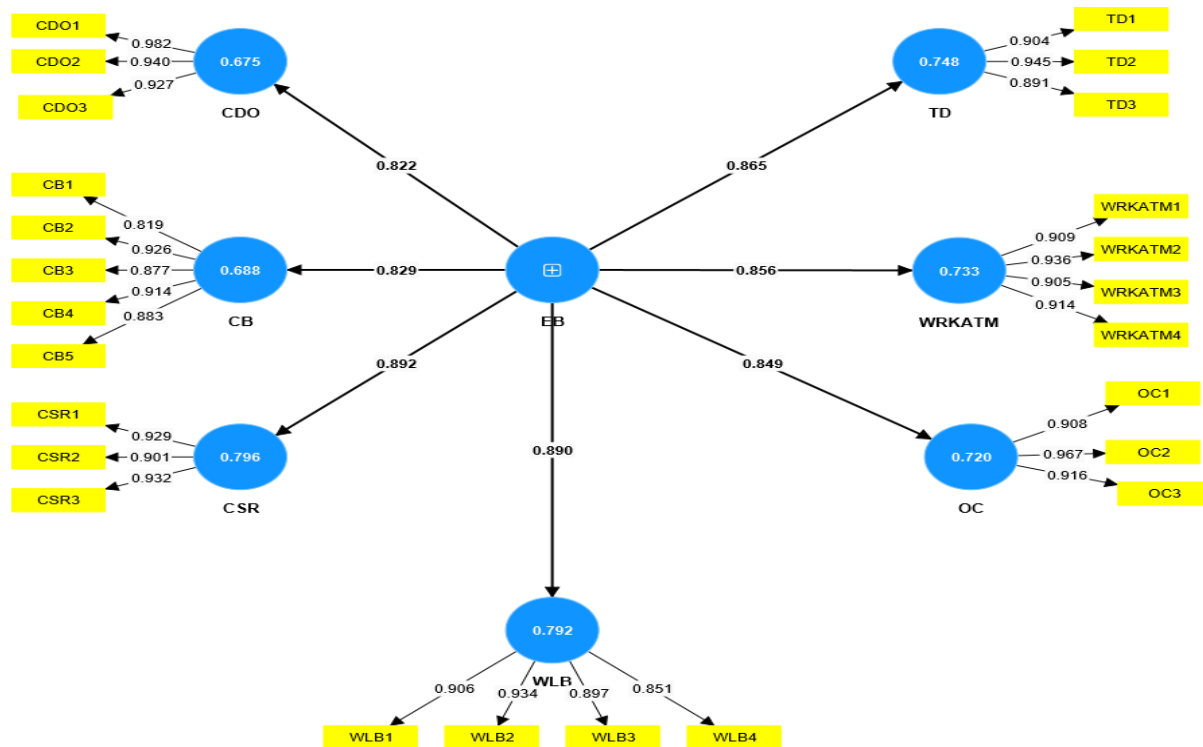 CDO1
CDO2
CDO3
0.982
0.940
0.927
0.675
CDO
TD1
TD2
TD3
0.904
0.945
0.891
0.748
TD
0.822
0.865
CB1
CB2
CB3
CB4
CB5
0.819
0.926
0.877
0.914
0.883
0.688
CB
0.829
EB
0.856
0.733
WRKATM
0.909
0.936
0.905
0.914
WRKATM1
WRKATM2
WRKATM3
WRKATM4
0.892
0.890
0.849
CSR1
CSR2
CSR3
0.929
0.901
0.932
0.796
CSR
0.720
OC
0.908
0.967
0.916
OC1
OC2
OC3
0.792
WLB
0.906
0.934
0.897
0.851
WLB1
WLB2
WLB3
WLB4